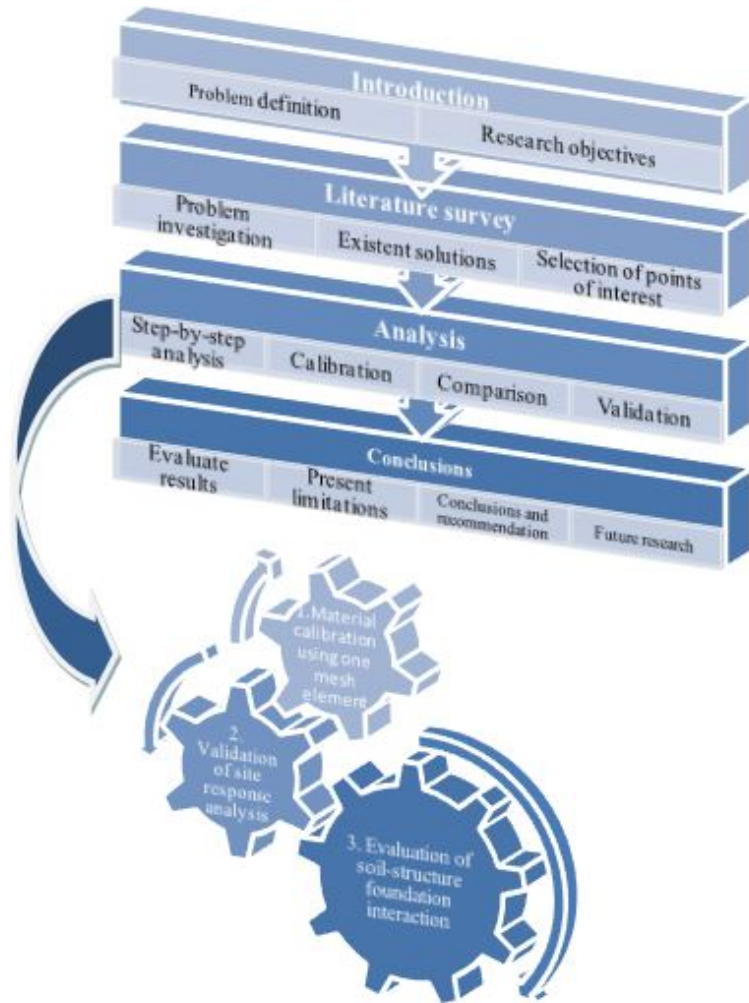 Introduction
Problem definition
Research objectives
Literature survey
Problem
investigation
Existent solutions
Selection of points
of interest
Analysis
Step-by-step
analysis
Calibration
Comparison
Validation
Conclusions
Evaluate
results
Present
limitations
Conclusions and
recommendation
Future research
1.Material
calibration
using one
mesh
element
2.
Validation
of site
response
analysis
3. Evaluation of
soil-structure
foundation
interaction